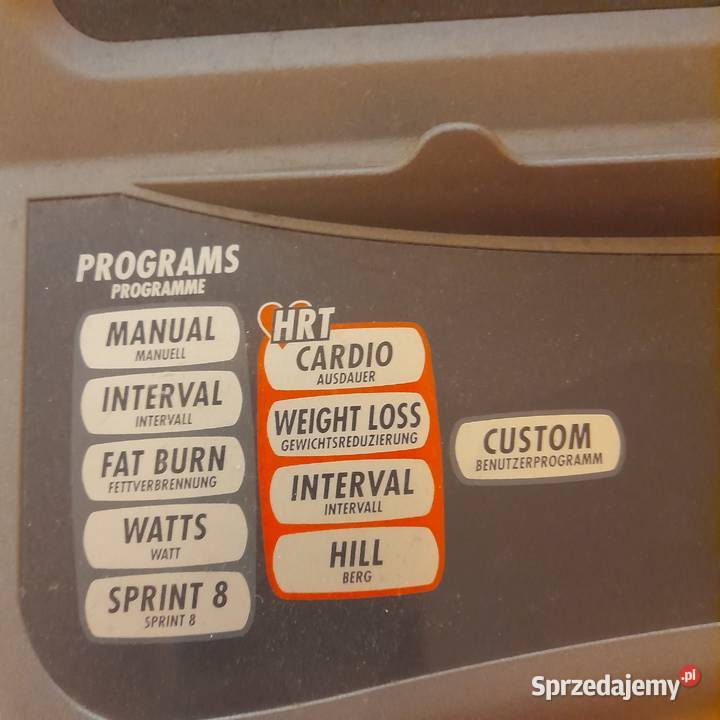 PROGRAMS
PROGRAMME
MANUAL
MANUELL
INTERVAL
INTERVALL
FAT BURN
FETTVERBRENNUNG
WATTS
WATT
SPRINT 8
SPRINT 8
HRT
CARDIO
AUSDAUER
WEIGHT LOSS
GEWICHTSREDUZIERUNG
INTERVAL
INTERVALL
HILL
BERG
CUSTOM
BENUTZERPROGRAMM
Sprzedajemy.pl